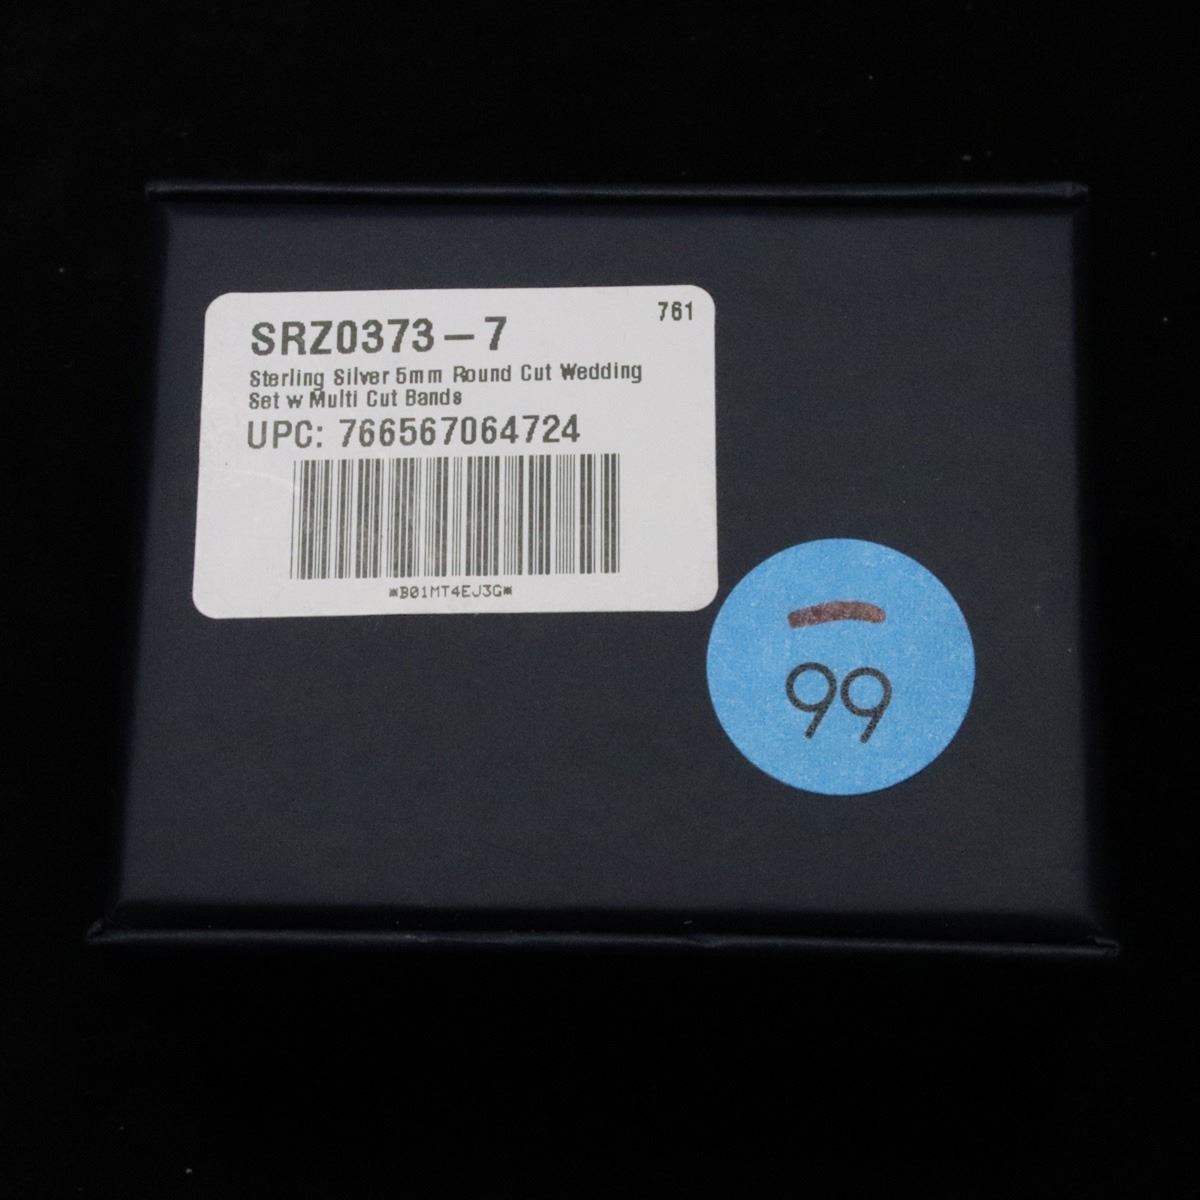 761
SRZ0373-7
Sterling Silver 5mm Round Cut Wedding
Set w Multi Cut Bands
UPC: 766567064724
*B01MT4EJ3G*
99